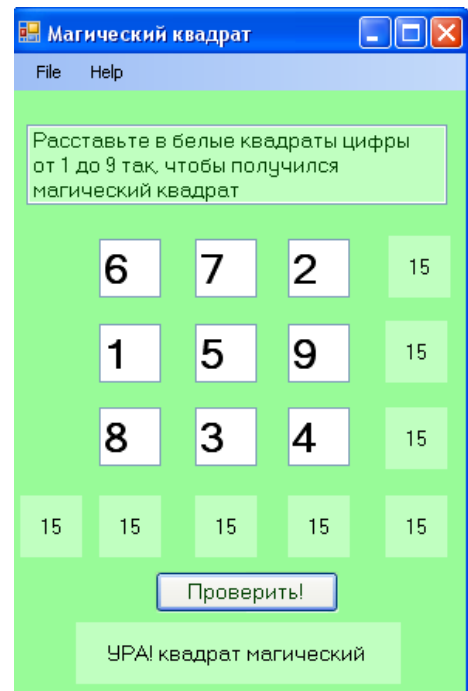 Магический квадрат
File Help
Расставьте в белые квадраты цифры
от 1 до 9 так, чтобы получился
магический квадрат
6 7 2 15
1 5 9 15
8 3 4 15
15 15 15 15 15
Проверить!
УРА! квадрат магический